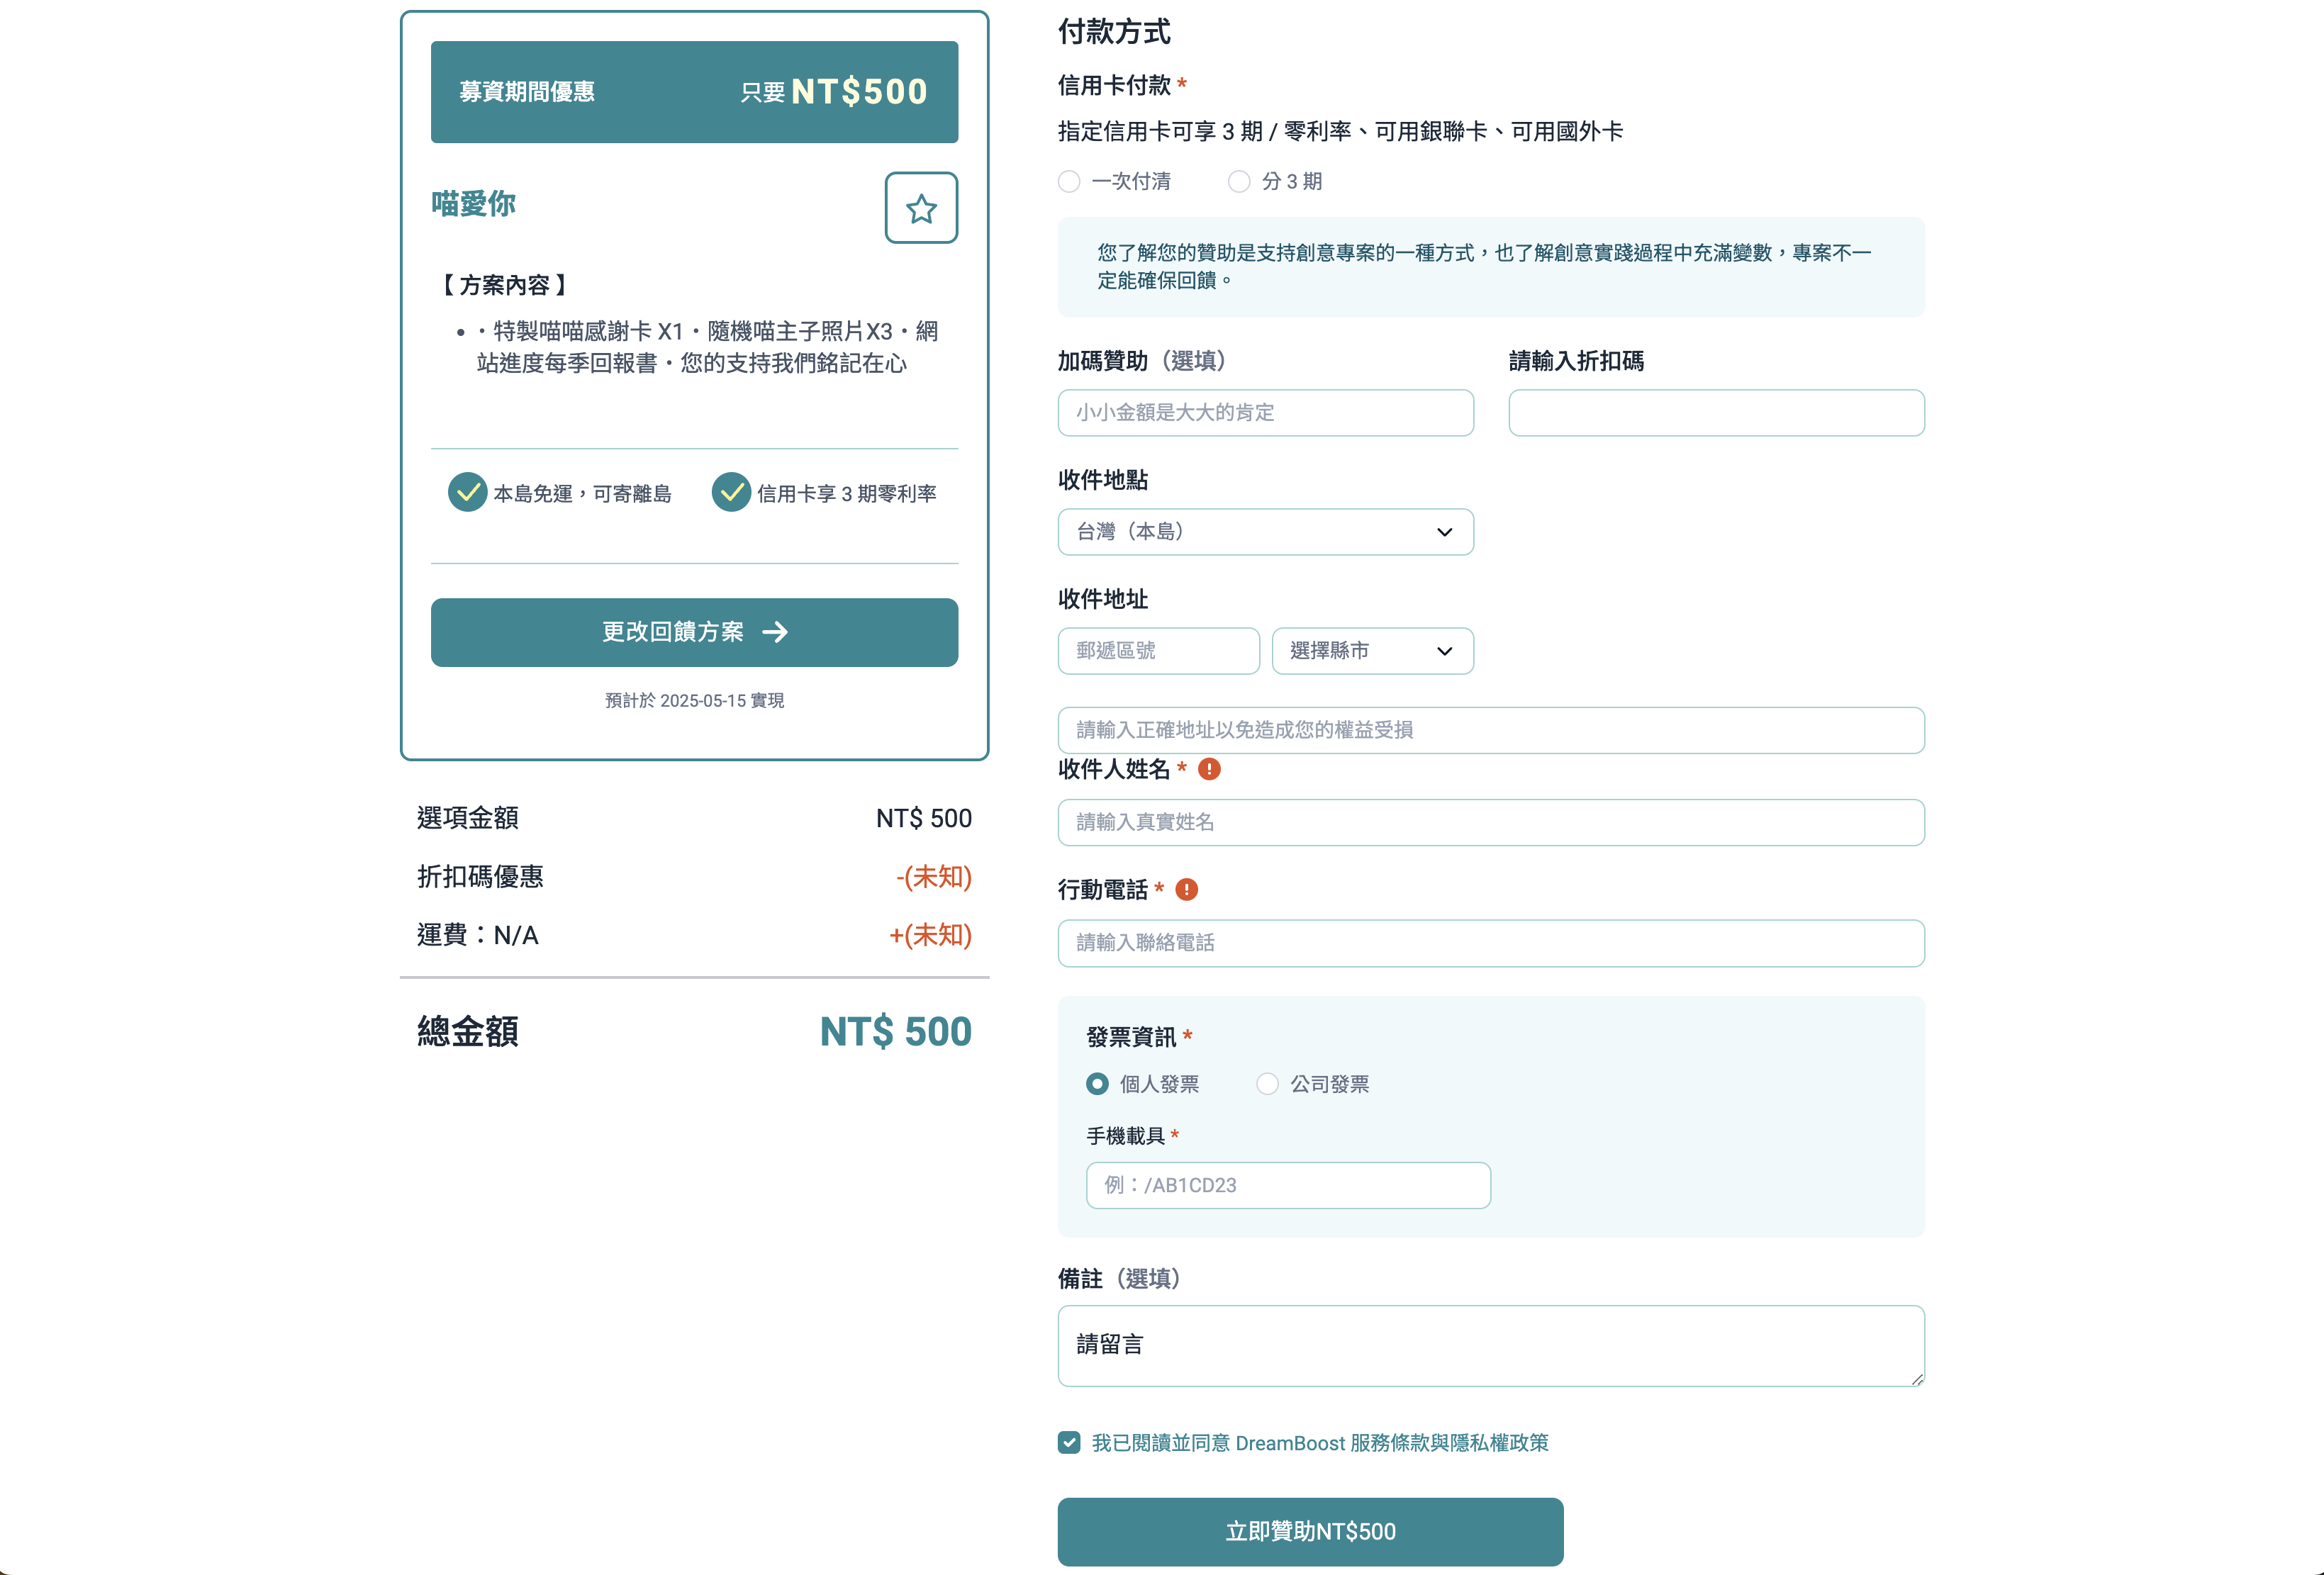 募資期間優惠
只要 NT$500
喵愛你
【 方案內容 】
• ・特製喵喵感謝卡 X1・隨機喵主子照片X3・網
站進度每季回報書・您的支持我們銘記在心
本島免運，可寄離島
信用卡享 3 期零利率
更改回饋方案 →
預計於 2025-05-15 實現
選項金額
NT$ 500
折扣碼優惠
-(未知)
運費：N/A
+(未知)
總金額
NT$ 500
付款方式
信用卡付款 *
指定信用卡可享 3 期 / 零利率、可用銀聯卡、可用國外卡
一次付清
分 3 期
您了解您的贊助是支持創意專案的一種方式，也了解創意實踐過程中充滿變數，專案不一
定能確保回饋。
加碼贊助（選填）
請輸入折扣碼
小小金額是大大的肯定
收件地點
台灣（本島）
收件地址
郵遞區號
選擇縣市
請輸入正確地址以免造成您的權益受損
收件人姓名 *
請輸入真實姓名
行動電話 *
請輸入聯絡電話
發票資訊 *
個人發票
公司發票
手機載具 *
例：/AB1CD23
備註（選填）
請留言
我已閱讀並同意 DreamBoost 服務條款與隱私權政策
立即贊助NT$500